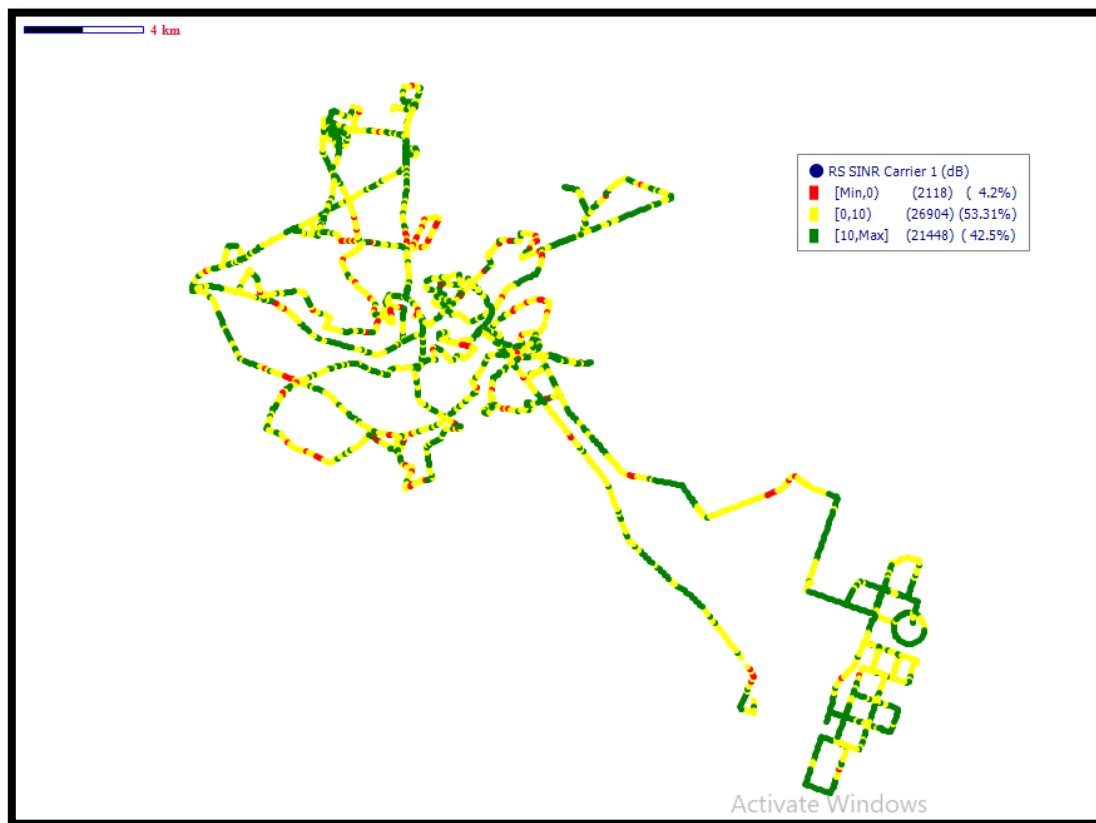 4 km
RS SINR Carrier 1 (dB)
[Min,0) (2118) ( 4.2%)
[0,10) (26904) (53.31%)
[10,Max] (21448) ( 42.5%)
Activate Windows